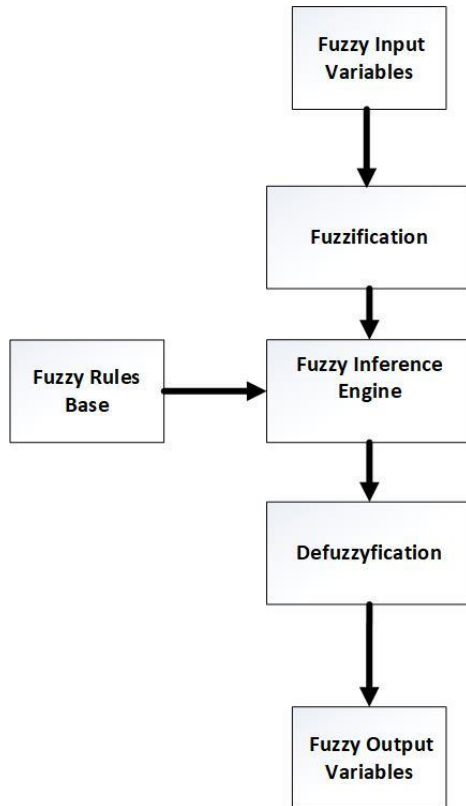 Fuzzy Input
Variables
Fuzzification
Fuzzy Rules
Base
Fuzzy Inference
Engine
Defuzzyfication
Fuzzy Output
Variables